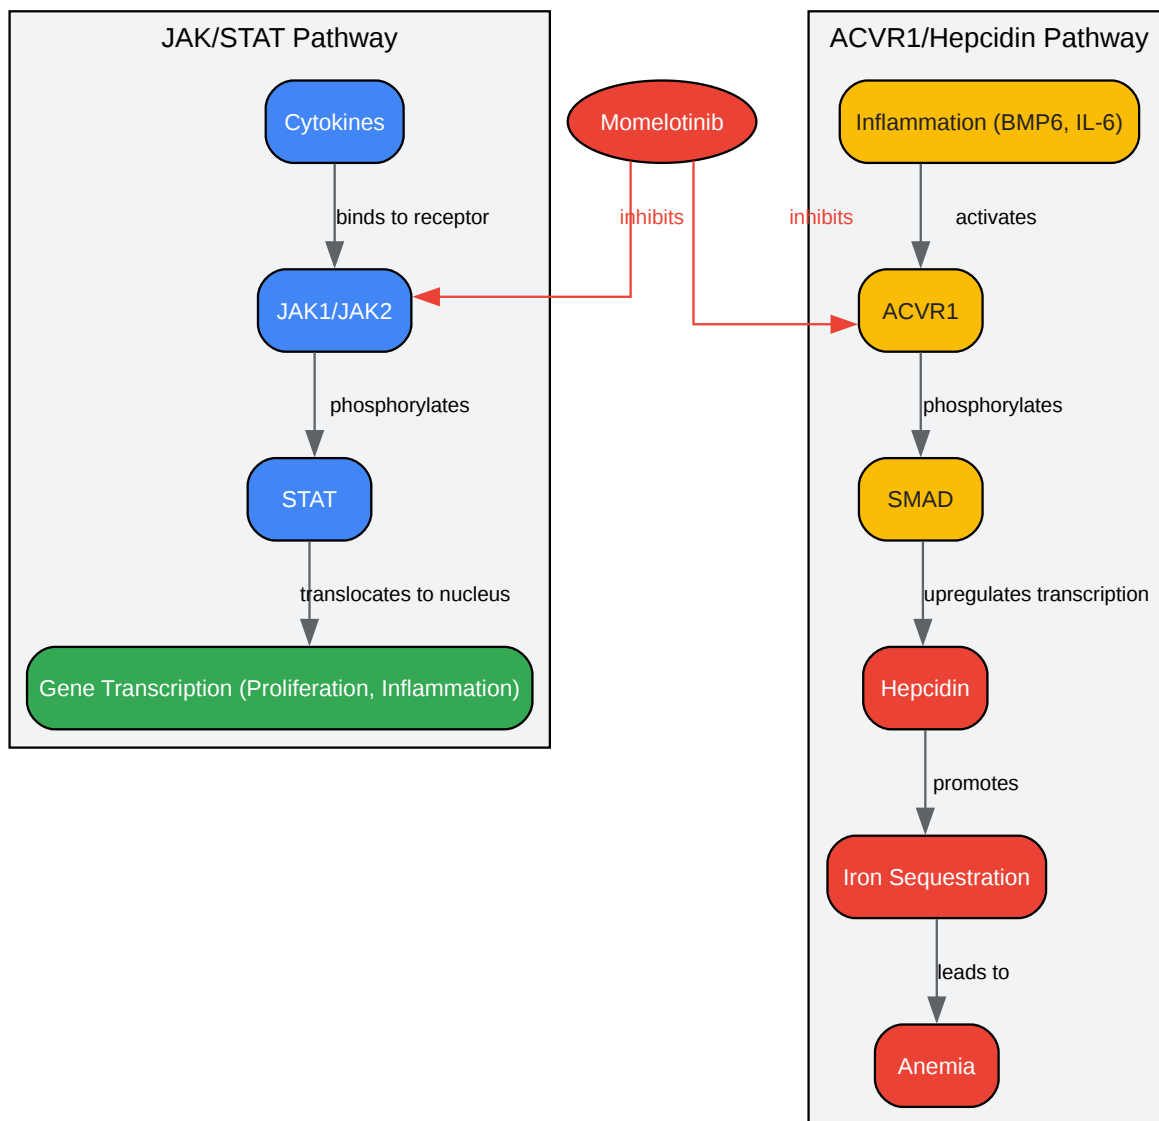 JAK/STAT Pathway
Cytokines
binds to receptor
JAK1/JAK2
phosphorylates
STAT
translocates to nucleus
Gene Transcription (Proliferation, Inflammation)
Momelotinib
inhibits
inhibits
ACVR1/Hepcidin Pathway
Inflammation (BMP6, IL-6)
activates
ACVR1
phosphorylates
SMAD
upregulates transcription
Hepcidin
promotes
Iron Sequestration
leads to
Anemia